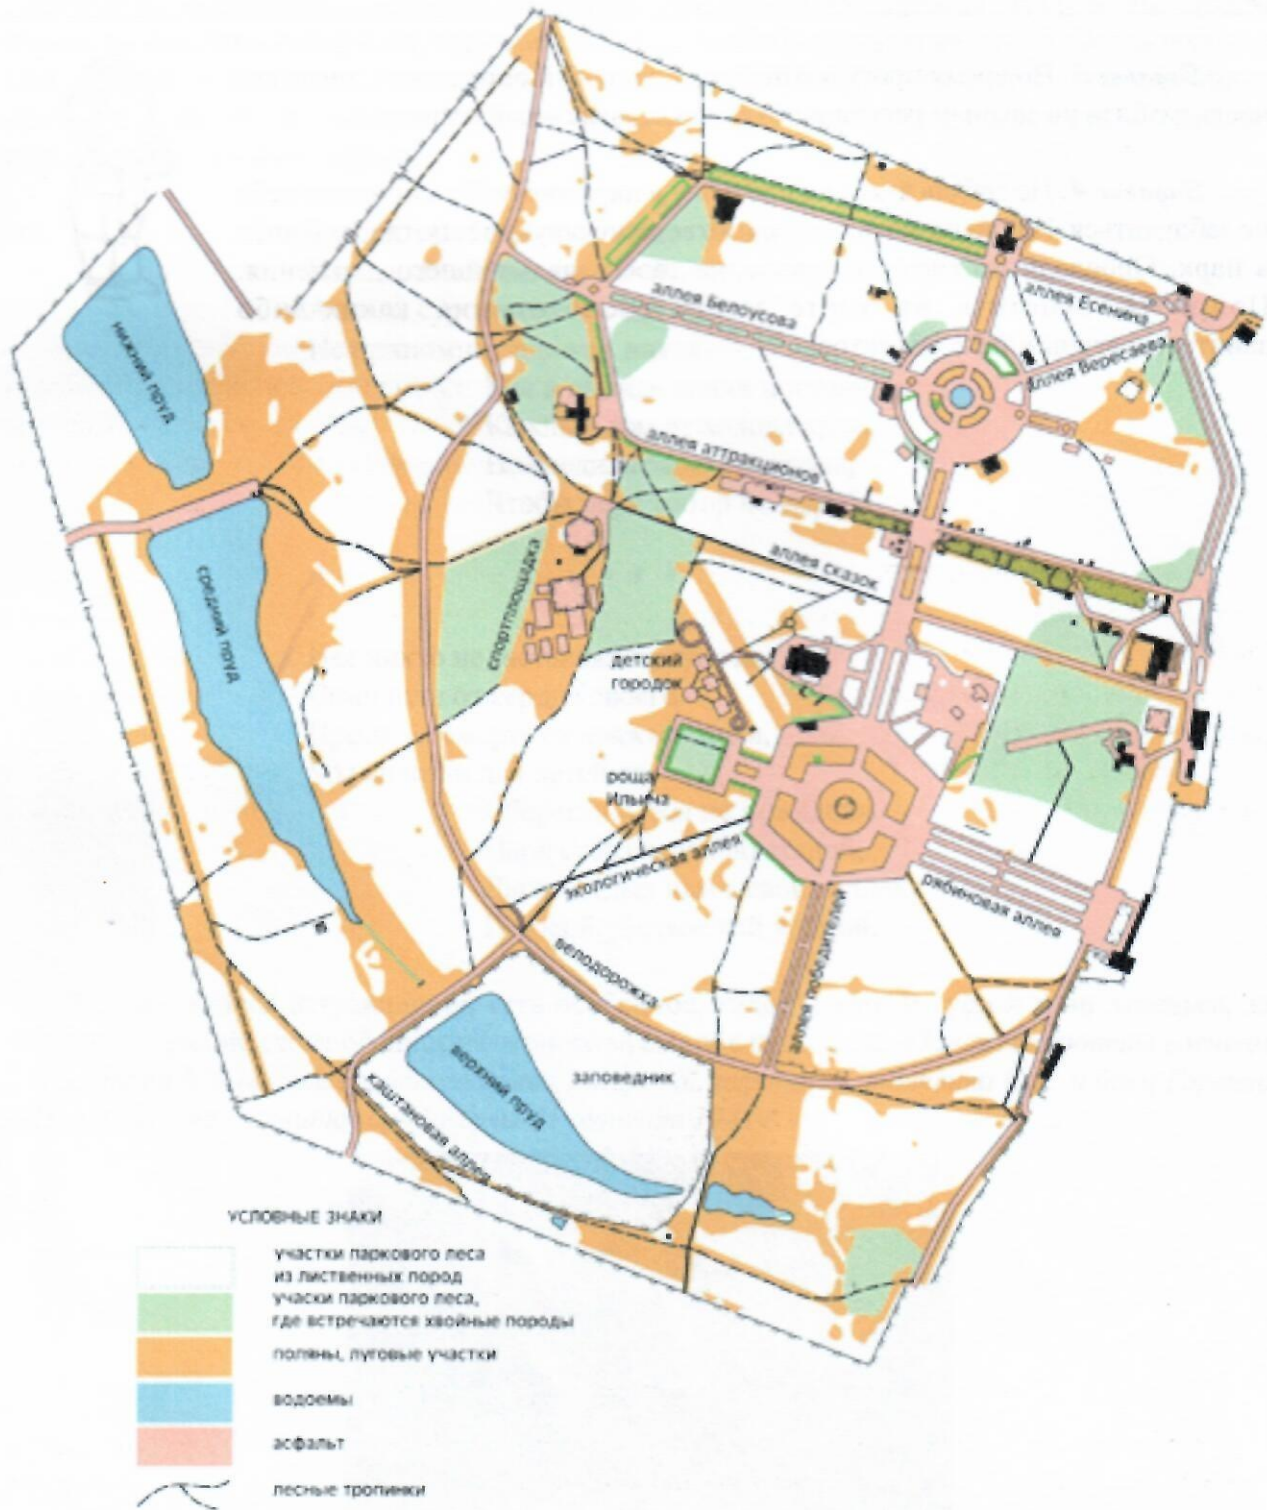 аллея Белоусова
аллея Есенина
аллея Вересаева
нижний пруд
аллея аттракционов
аллея сказок
средний пруд
спортплощадка
детский
городок
роща
Ильича
экологическая аллея
рябиновая аллея
велодорожка
аллея победителей
верхний пруд
заповедник
каштановая аллея
УСЛОВНЫЕ ЗНАКИ
участки паркового леса
из лиственных пород
учаски паркового леса,
где встречаются хвойные породы
поляны, луговые участки
водоемы
асфальт
лесные тропинки